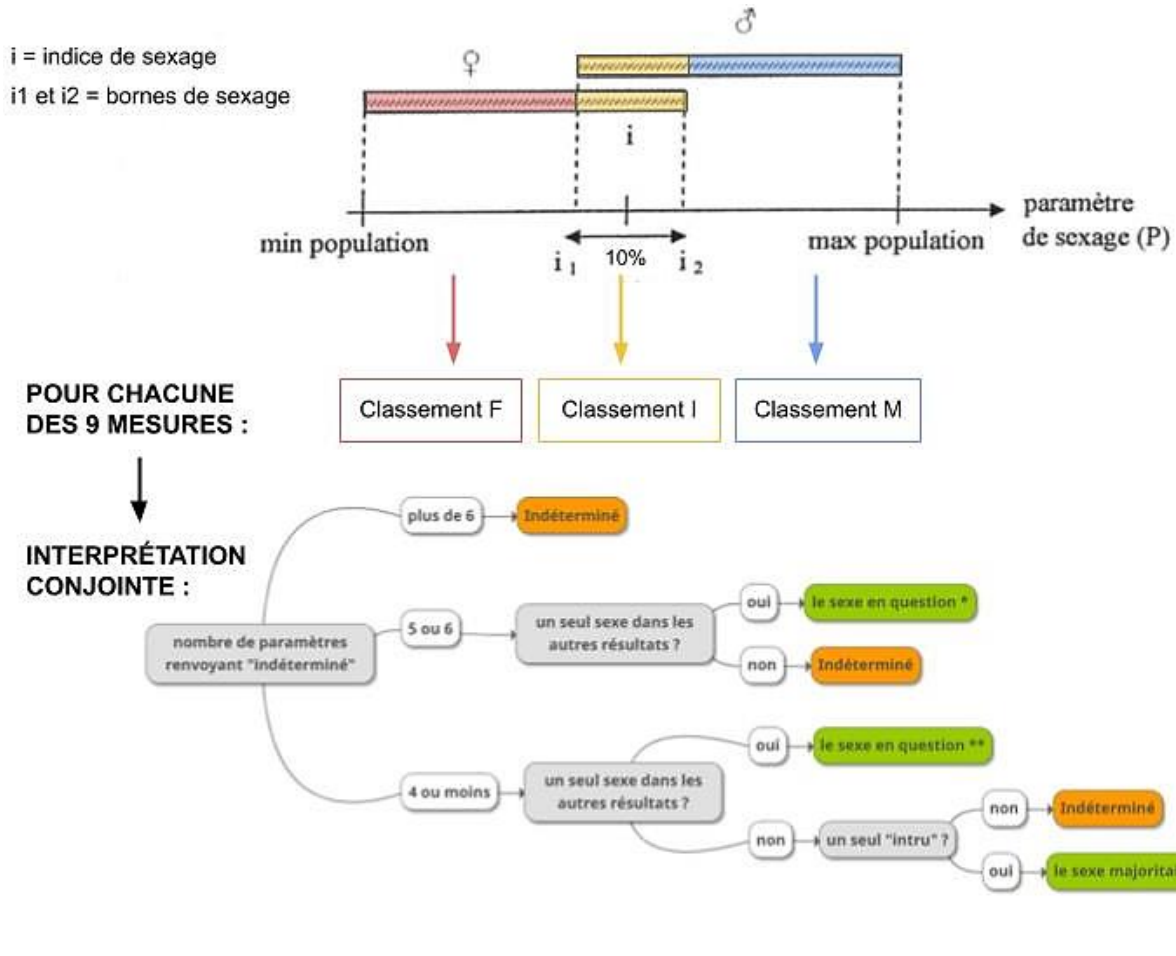 ♂
i = indice de sexage
♀
i1 et i2 = bornes de sexage
i
paramètre
de sexage (P)
min population
max population
i 1
10%
i 2
POUR CHACUNE
DES 9 MESURES :
Classement F
Classement I
Classement M
INTERPRÉTATION
CONJOINTE :
plus de 6
Indéterminé
nombre de paramètres
renvoyant "indéterminé"
5 ou 6
un seul sexe dans les
autres résultats ?
oui
le sexe en question *
non
Indéterminé
4 ou moins
un seul sexe dans les
autres résultats ?
oui
le sexe en question **
non
un seul "intru" ?
non
Indéterminé
oui
le sexe majorita